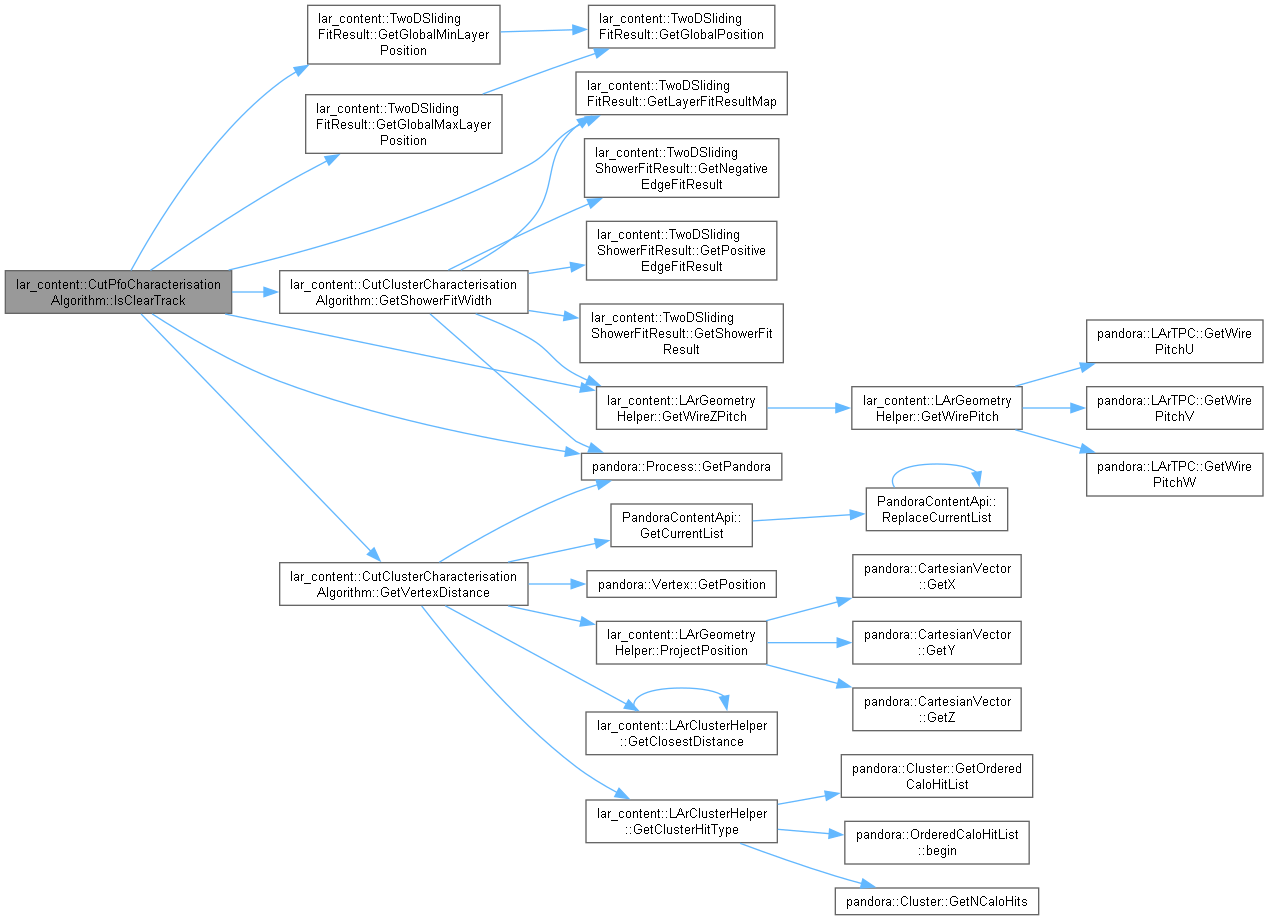 lar_content::CutPfoCharacterisation
Algorithm::IsClearTrack
lar_content::TwoDSliding
FitResult::GetGlobalMinLayer
Position
lar_content::TwoDSliding
FitResult::GetGlobalMaxLayer
Position
lar_content::CutClusterCharacterisation
Algorithm::GetShowerFitWidth
lar_content::CutClusterCharacterisation
Algorithm::GetVertexDistance
lar_content::TwoDSliding
FitResult::GetGlobalPosition
lar_content::TwoDSliding
FitResult::GetLayerFitResultMap
lar_content::TwoDSliding
ShowerFitResult::GetNegative
EdgeFitResult
lar_content::TwoDSliding
ShowerFitResult::GetPositive
EdgeFitResult
lar_content::TwoDSliding
ShowerFitResult::GetShowerFit
Result
lar_content::LArGeometry
Helper::GetWireZPitch
pandora::Process::GetPandora
PandoraContentApi::
GetCurrentList
pandora::Vertex::GetPosition
lar_content::LArGeometry
Helper::ProjectPosition
lar_content::LArClusterHelper
::GetClosestDistance
lar_content::LArClusterHelper
::GetClusterHitType
lar_content::LArGeometry
Helper::GetWirePitch
PandoraContentApi::
ReplaceCurrentList
pandora::CartesianVector
::GetX
pandora::CartesianVector
::GetY
pandora::CartesianVector
::GetZ
pandora::Cluster::GetOrdered
CaloHitList
pandora::OrderedCaloHitList
::begin
pandora::Cluster::GetNCaloHits
pandora::LArTPC::GetWire
PitchU
pandora::LArTPC::GetWire
PitchV
pandora::LArTPC::GetWire
PitchW